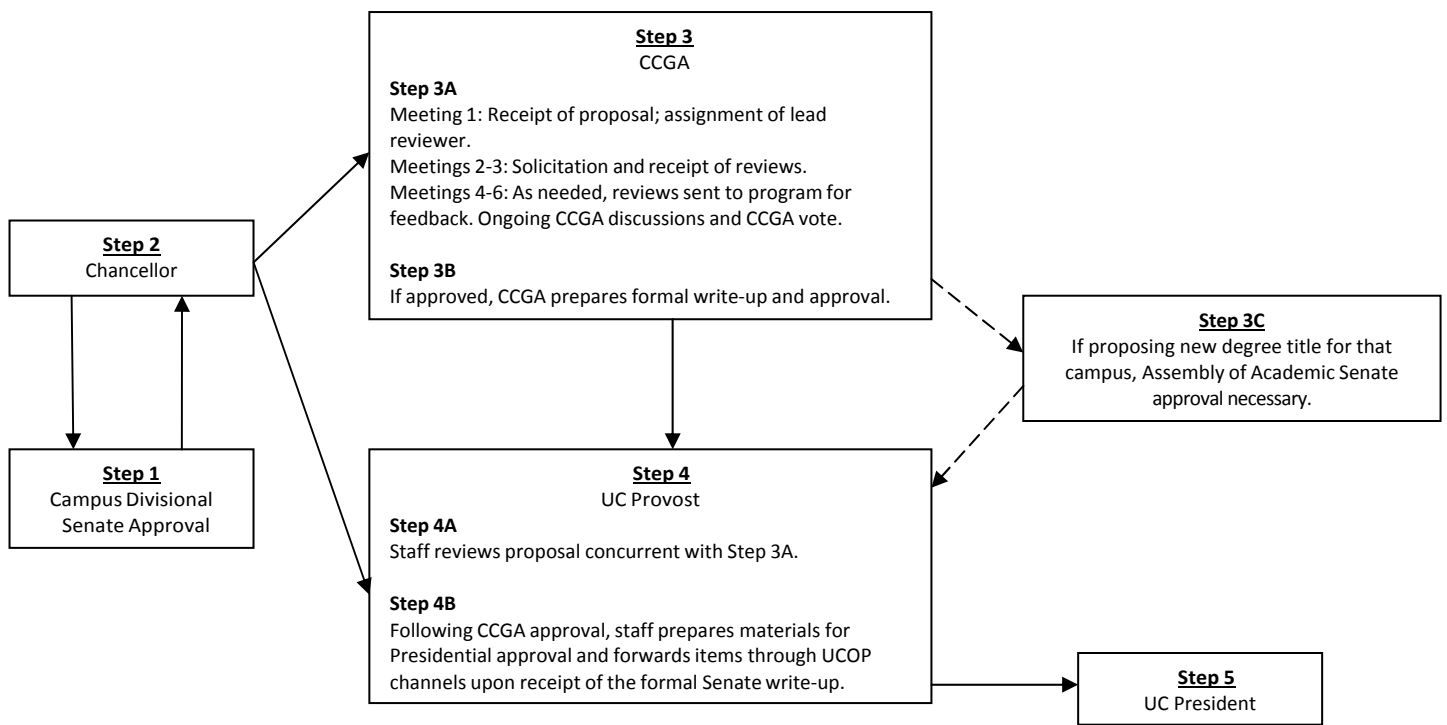 Step 3
CCGA
Step 3A
Meeting 1: Receipt of proposal; assignment of lead
reviewer.
Meetings 2-3: Solicitation and receipt of reviews.
Meetings 4-6: As needed, reviews sent to program for
feedback. Ongoing CCGA discussions and CCGA vote.
Step 3B
If approved, CCGA prepares formal write-up and approval.
Step 2
Chancellor
Step 3C
If proposing new degree title for that
campus, Assembly of Academic Senate
approval necessary.
Step 1
Campus Divisional
Senate Approval
Step 4
UC Provost
Step 4A
Staff reviews proposal concurrent with Step 3A.
Step 4B
Following CCGA approval, staff prepares materials for
Presidential approval and forwards items through UCOP
channels upon receipt of the formal Senate write-up.
Step 5
UC President